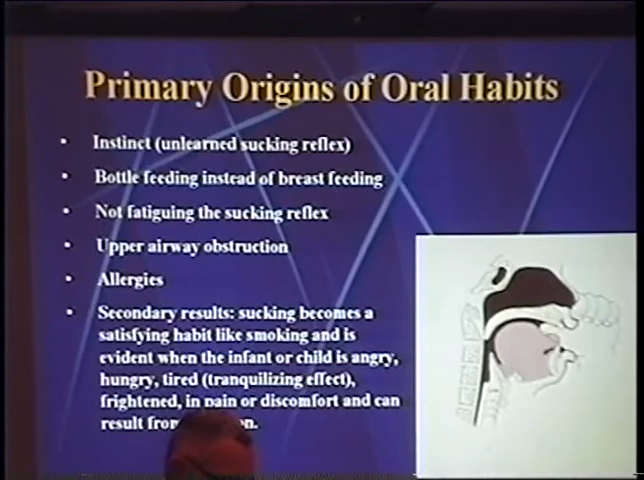 Primary Origins of Oral Habits
• Instinct (unlearned sucking reflex)
• Bottle feeding instead of breast feeding
• Not fatiguing the sucking reflex
• Upper airway obstruction
• Allergies
• Secondary results: sucking becomes a
satisfying habit like smoking and is
evident when the infant or child is angry,
hungry, tired (tranquilizing effect),
frightened, in pain or discomfort and can
result from